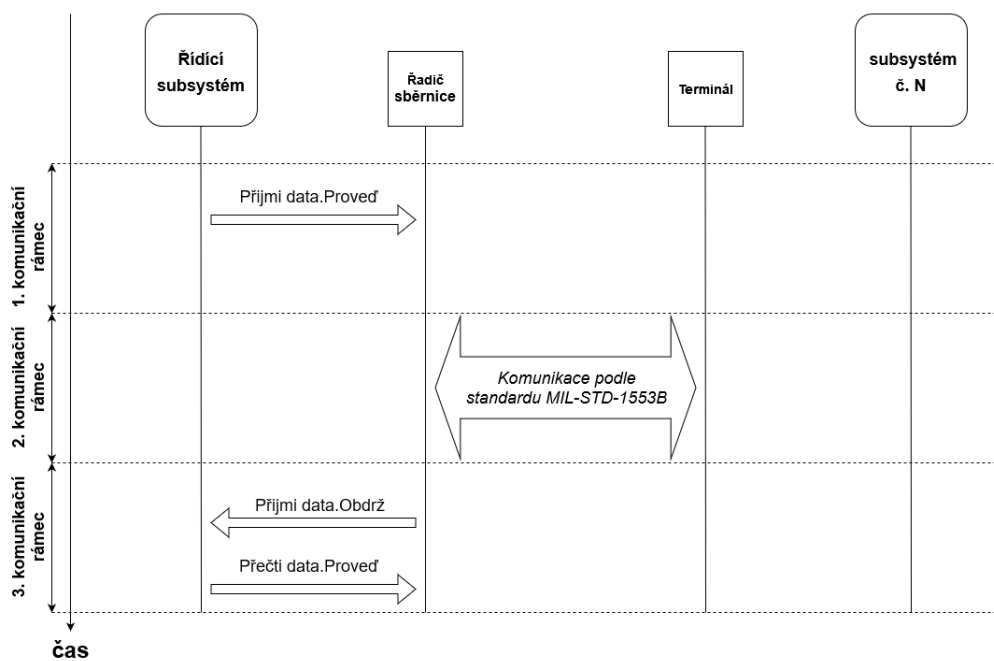 Řídící
subsystém
Řadič
sběrnice
Terminál
subsystém
č. N
1. komunikační
rámec
Přijmi data.Proveď
2. komunikační
rámec
Komunikace podle
standardu MIL-STD-1553B
3. komunikační
rámec
Přijmi data.Obdrž
Přečti data.Proveď
čas